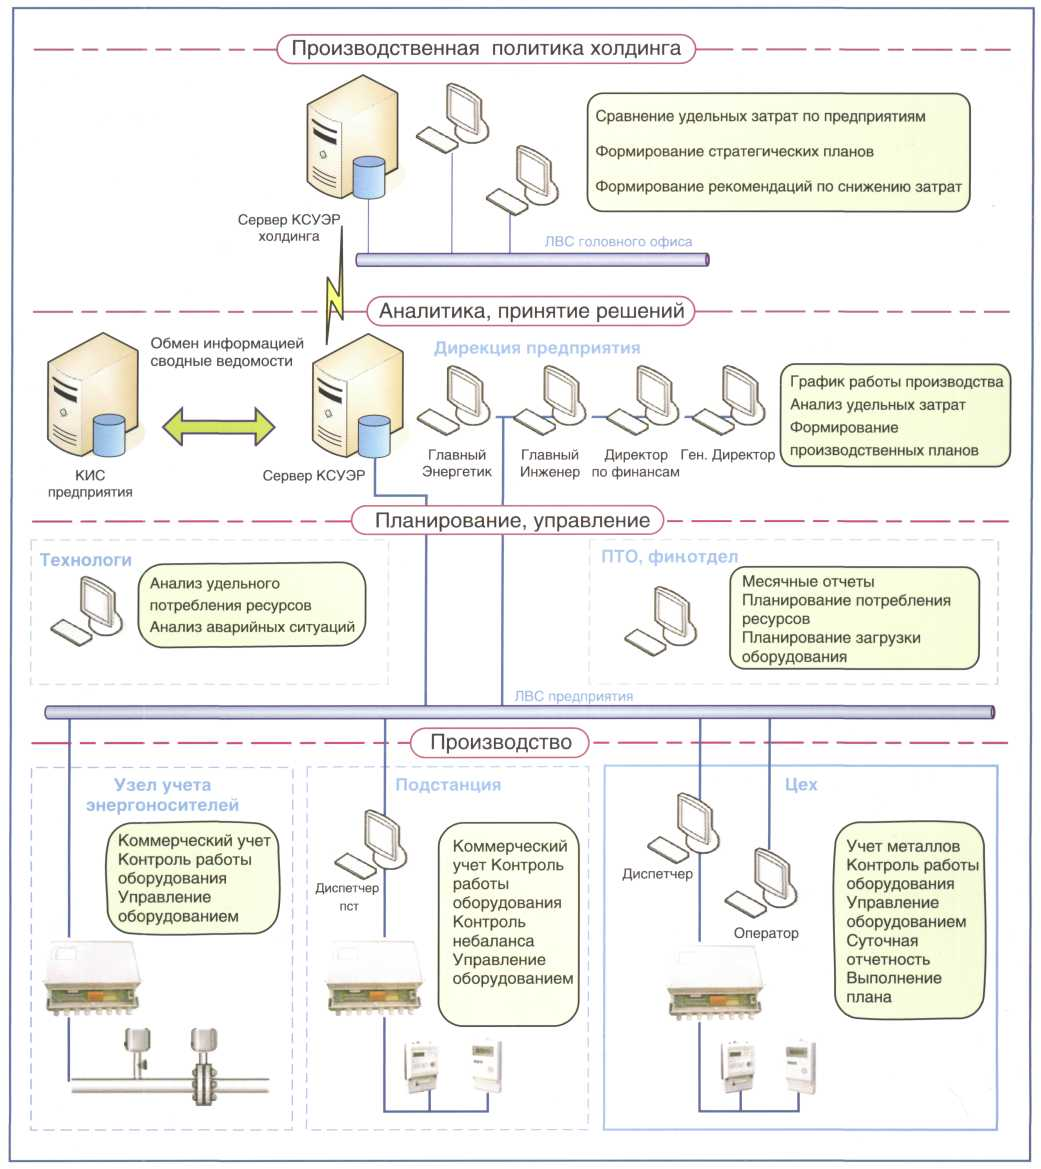 Производственная политика холдинга
Сравнение удельных затрат по предприятиям
Формирование стратегических планов
Формирование рекомендаций по снижению затрат
Сервер КСУЭР
холдинга
ЛВС головного офиса
Аналитика, принятие решений
Обмен информацией
сводные ведомости
Дирекция предприятия
График работы производства
Анализ удельных затрат
Формирование
производственных планов
КИС
предприятия
Сервер КСУЭР
Главный
Энергетик
Главный
Инженер
Директор
по финансам
Ген. Директор
Планирование, управление
Технологи
Анализ удельного
потребления ресурсов
Анализ аварийных ситуаций
ПТО, фин.отдел
Месячные отчеты
Планирование потребления
ресурсов
Планирование загрузки
оборудования
ЛВС предприятия
Производство
Узел учета
энергоносителей
Коммерческий учет
Контроль работы
оборудования
Управление
оборудованием
Подстанция
Диспетчер
пст
Коммерческий
учет Контроль
работы
оборудования
Контроль
небаланса
Управление
оборудованием
Цех
Диспетчер
Оператор
Учет металлов
Контроль работы
оборудования
Управление
оборудованием
Суточная
отчетность
Выполнение
плана